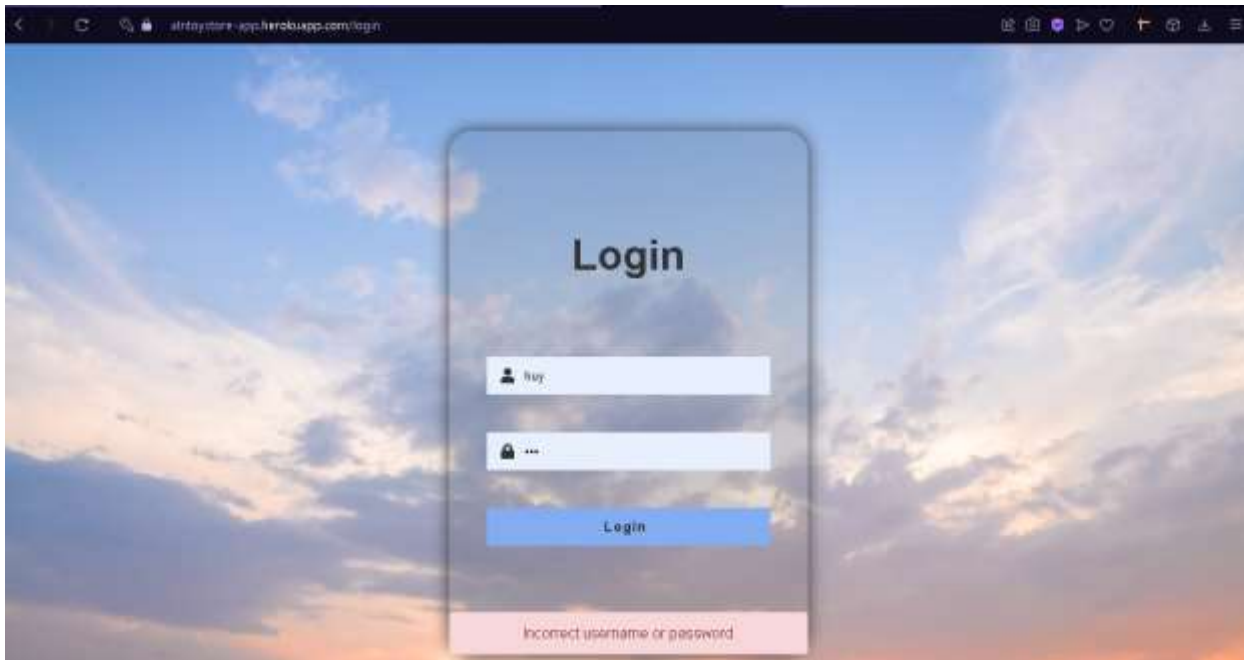 atntoystore-app.herokuapp.com/login
Login
huy
Login
Incorrect username or password